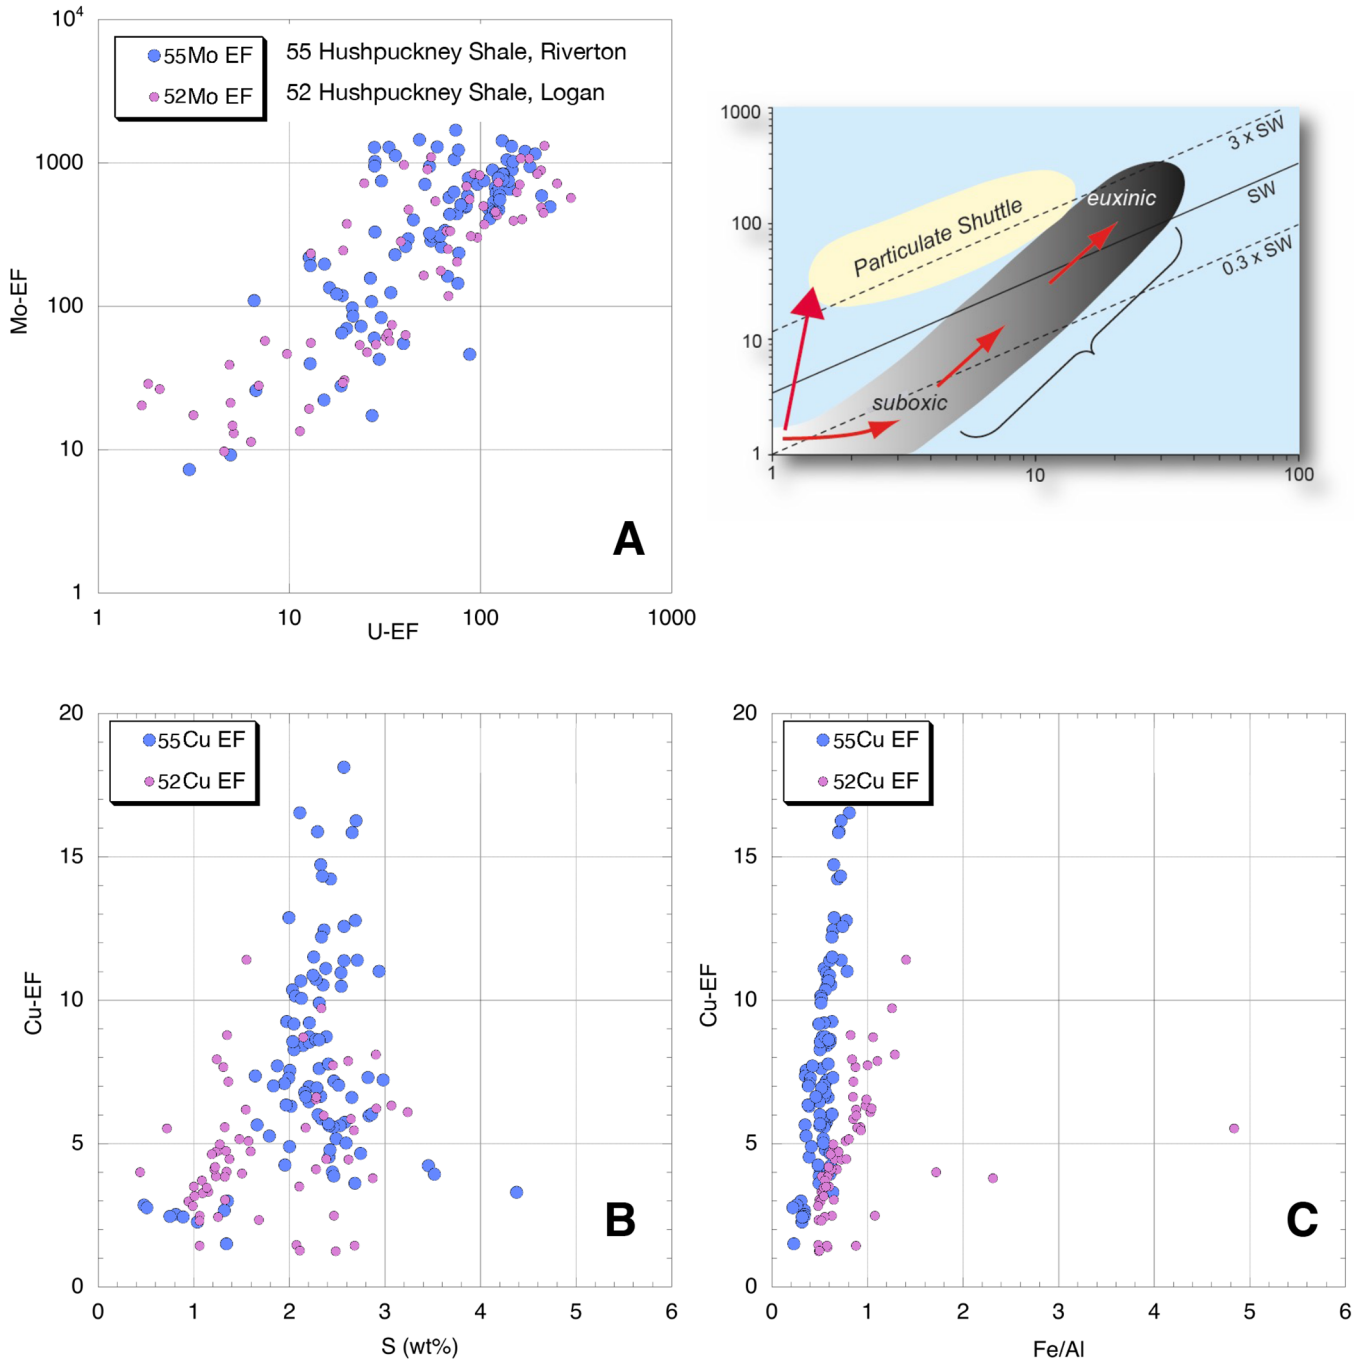 10⁴
55Mo EF
52Mo EF
55 Hushpuckney Shale, Riverton
52 Hushpuckney Shale, Logan
1000
100
10
1
Mo-EF
A
1
10
100
1000
U-EF
1000
100
10
1
3 x SW
SW
0.3 x SW
Particulate Shuttle
euxinic
suboxic
1
10
100
20
15
10
5
0
Cu-EF
55Cu EF
52Cu EF
B
0
1
2
3
4
5
6
S (wt%)
20
15
10
5
0
Cu-EF
55Cu EF
52Cu EF
C
0
1
2
3
4
5
6
Fe/Al